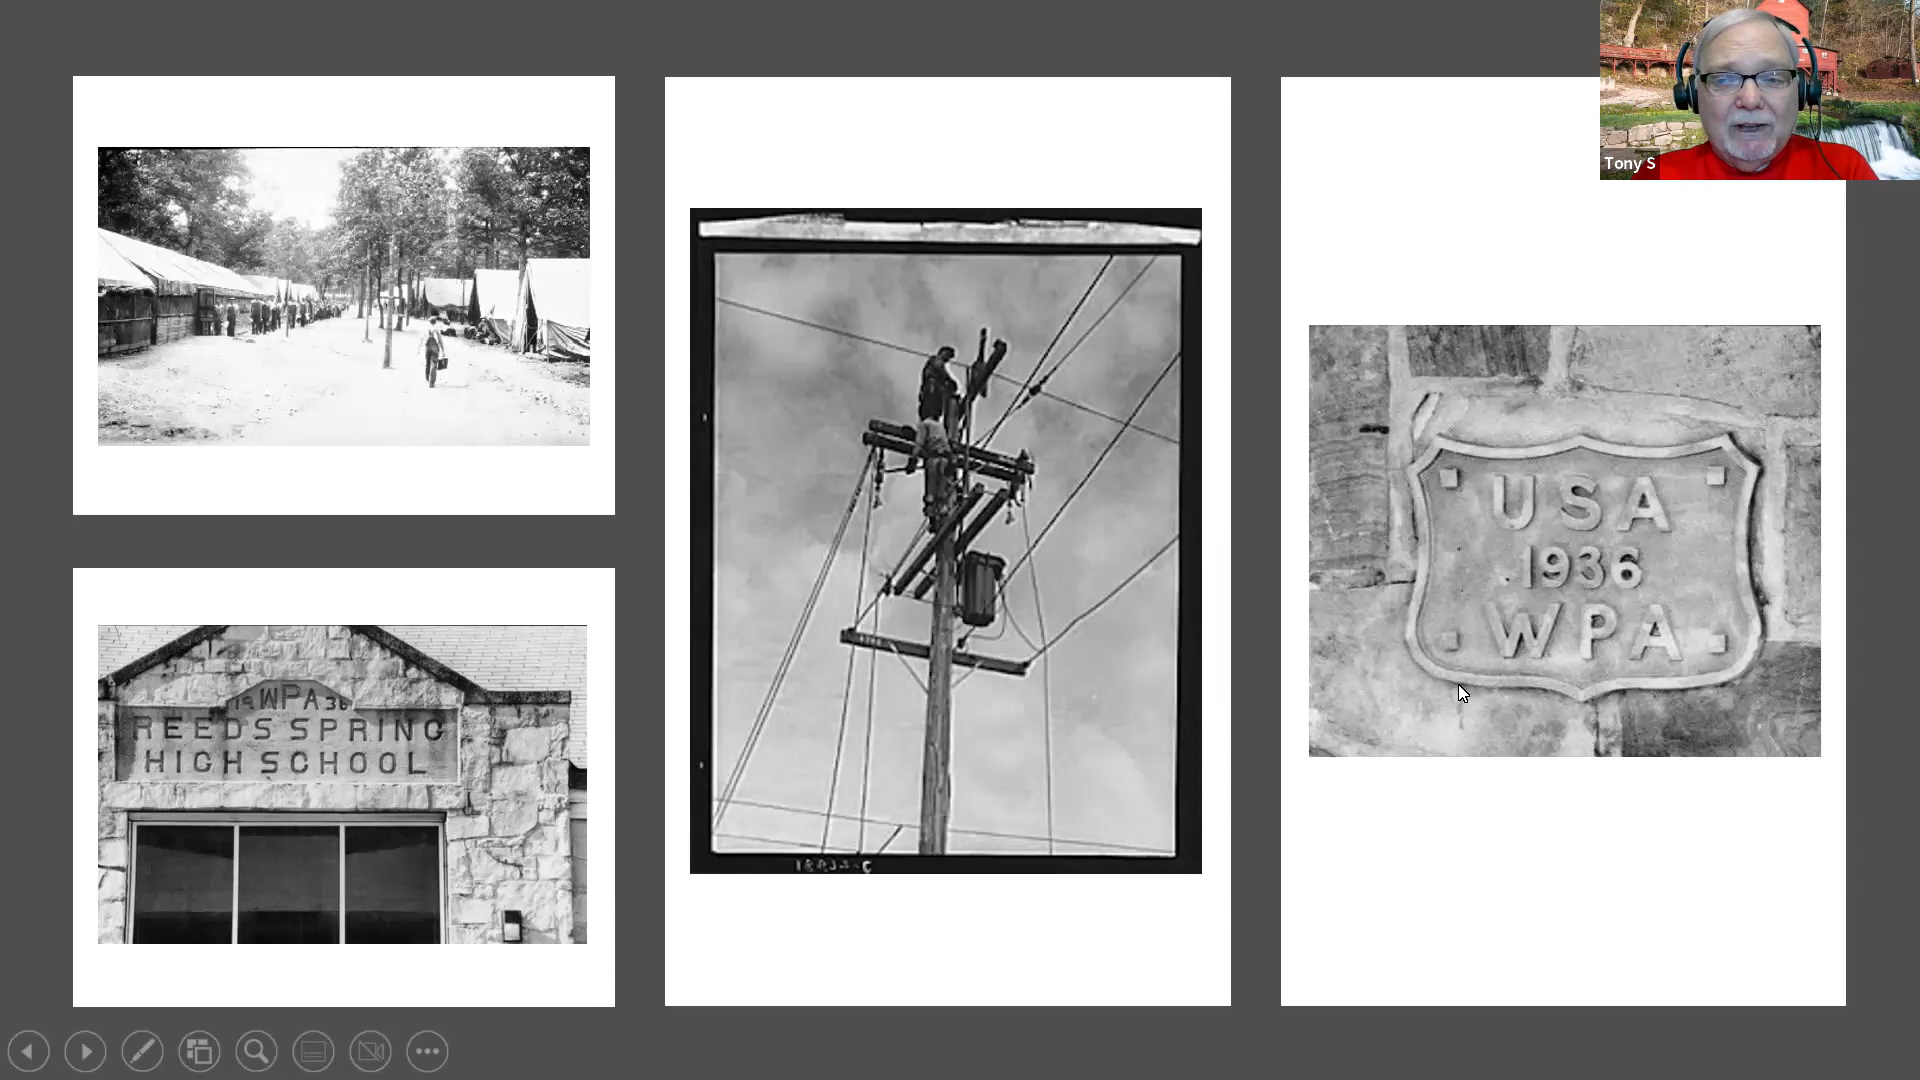 Tony S
19 WPA 36
REEDS SPRING
HIGH SCHOOL
USA
1936
WPA